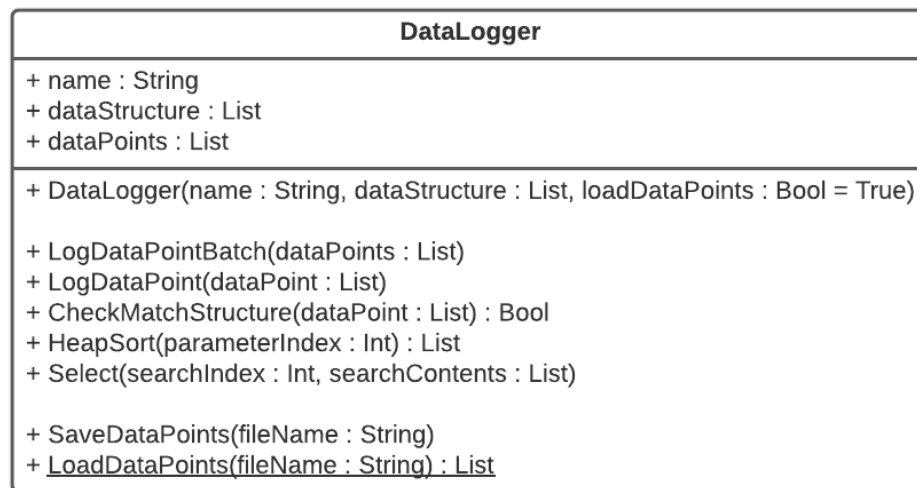 DataLogger
+ name : String
+ dataStructure : List
+ dataPoints : List
+ DataLogger(name : String, dataStructure : List, loadDataPoints : Bool = True)
+ LogDataPointBatch(dataPoints : List)
+ LogDataPoint(dataPoint : List)
+ CheckMatchStructure(dataPoint : List) : Bool
+ HeapSort(parameterIndex : Int) : List
+ Select(searchIndex : Int, searchContents : List)
+ SaveDataPoints(fileName : String)
+ LoadDataPoints(fileName : String) : List